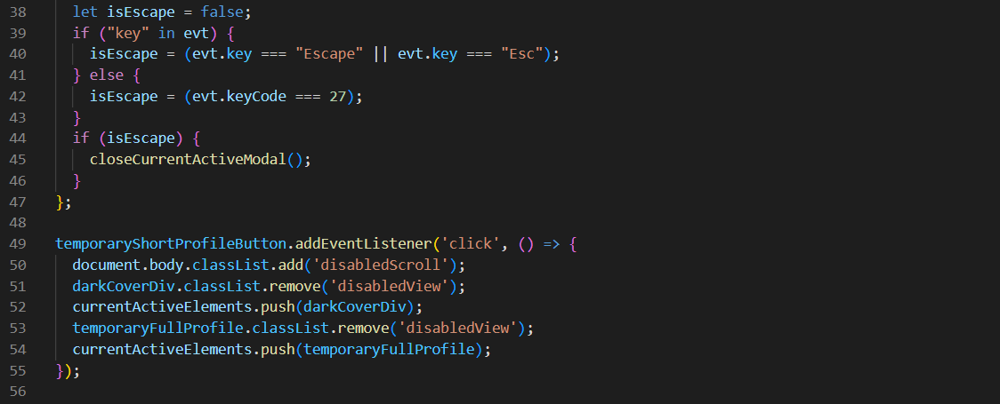 38 let isEscape = false;
39 if ("key" in evt) {
40 isEscape = (evt.key === "Escape" || evt.key === "Esc");
41 } else {
42 isEscape = (evt.keyCode === 27);
43 }
44 if (isEscape) {
45 closeCurrentActiveModal();
46 }
47 };
48
49 temporaryShortProfileButton.addEventListener('click', () => {
50 document.body.classList.add('disabledScroll');
51 darkCoverDiv.classList.remove('disabledView');
52 currentActiveElements.push(darkCoverDiv);
53 temporaryFullProfile.classList.remove('disabledView');
54 currentActiveElements.push(temporaryFullProfile);
55 });
56